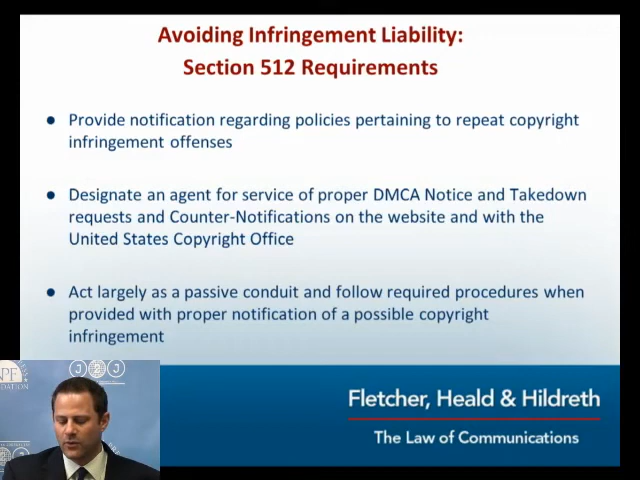 Avoiding Infringement Liability:
Section 512 Requirements
● Provide notification regarding policies pertaining to repeat copyright
infringement offenses
● Designate an agent for service of proper DMCA Notice and Takedown
requests and Counter-Notifications on the website and with the
United States Copyright Office
● Act largely as a passive conduit and follow required procedures when
provided with proper notification of a possible copyright
infringement
Fletcher, Heald & Hildreth
The Law of Communications